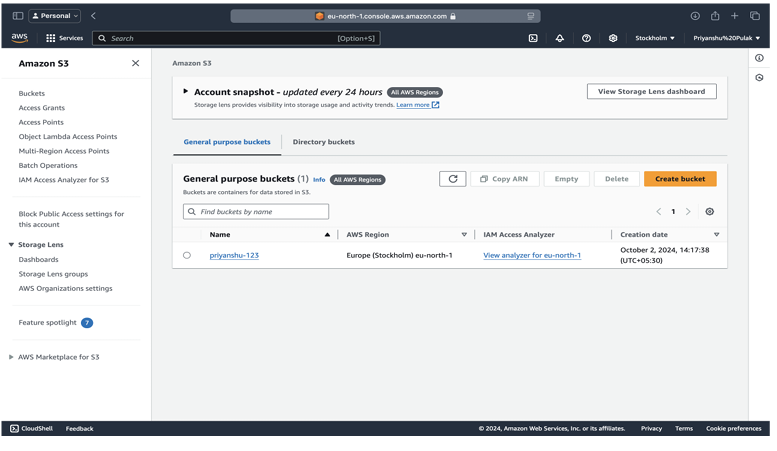 Personal
eu-north-1.console.aws.amazon.com
aws Services Search [Option+S] Stockholm Priyanshu%20Pulak
Amazon S3
Buckets
Access Grants
Access Points
Object Lambda Access Points
Multi-Region Access Points
Batch Operations
IAM Access Analyzer for S3
Block Public Access settings for
this account
Storage Lens
Dashboards
Storage Lens groups
AWS Organizations settings
Feature spotlight 7
AWS Marketplace for S3
Amazon S3
Account snapshot - updated every 24 hours All AWS Regions
Storage lens provides visibility into storage usage and activity trends. Learn more
View Storage Lens dashboard
General purpose buckets Directory buckets
General purpose buckets (1) Info All AWS Regions
Buckets are containers for data stored in S3.
Copy ARN Empty Delete Create bucket
Find buckets by name
1
Name AWS Region IAM Access Analyzer Creation date
priyanshu-123 Europe (Stockholm) eu-north-1 View analyzer for eu-north-1 October 2, 2024, 14:17:38
(UTC+05:30)
CloudShell Feedback © 2024, Amazon Web Services, Inc. or its affiliates. Privacy Terms Cookie preferences